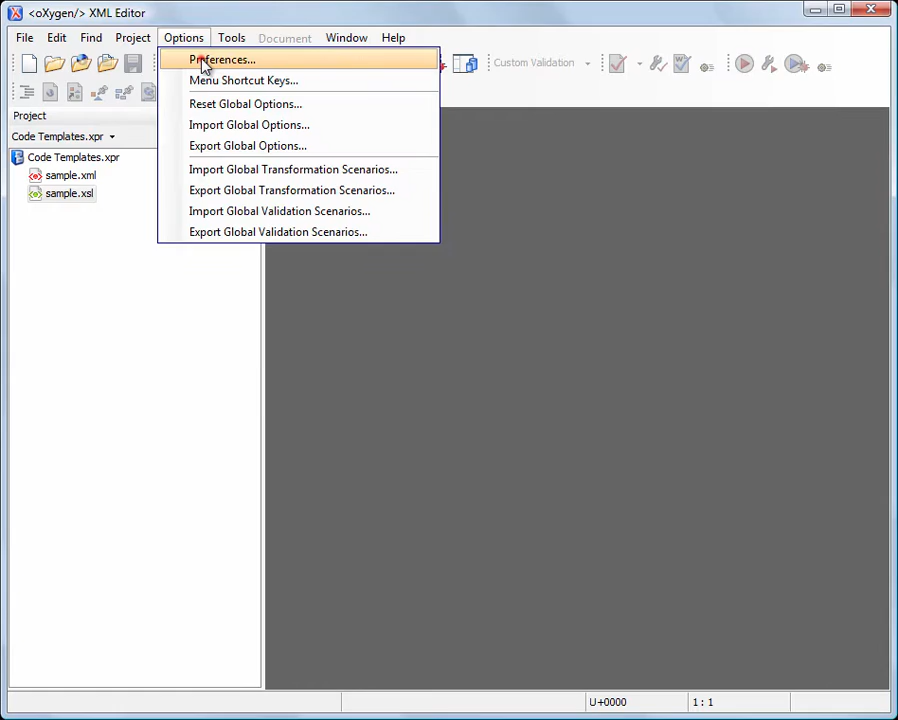 <oXygen/> XML Editor
File Edit Find Project Options Tools Document Window Help
Preferences...
Menu Shortcut Keys...
Reset Global Options...
Import Global Options...
Export Global Options...
Import Global Transformation Scenarios...
Export Global Transformation Scenarios...
Import Global Validation Scenarios...
Export Global Validation Scenarios...
Custom Validation
Project
Code Templates.xpr
Code Templates.xpr
sample.xml
sample.xsl
U+0000 1 : 1